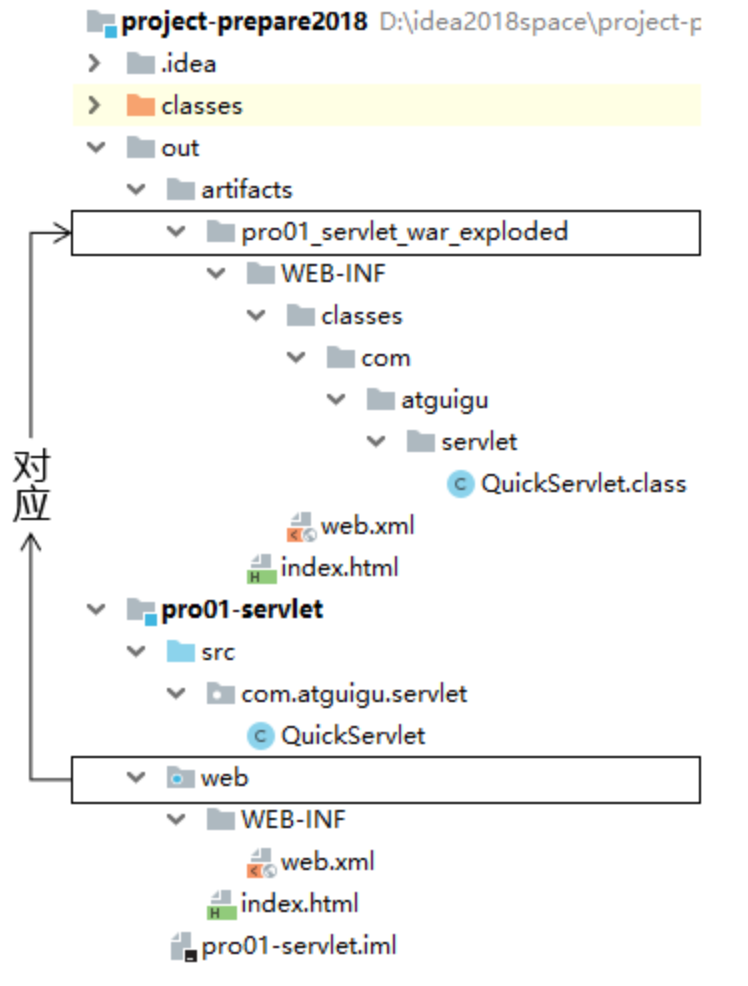 project-prepare2018 D:\idea2018space\project-p
.idea
classes
out
artifacts
pro01_servlet_war_exploded
WEB-INF
classes
com
atguigu
servlet
QuickServlet.class
web.xml
index.html
对应
pro01-servlet
src
com.atguigu.servlet
QuickServlet
web
WEB-INF
web.xml
index.html
pro01-servlet.iml